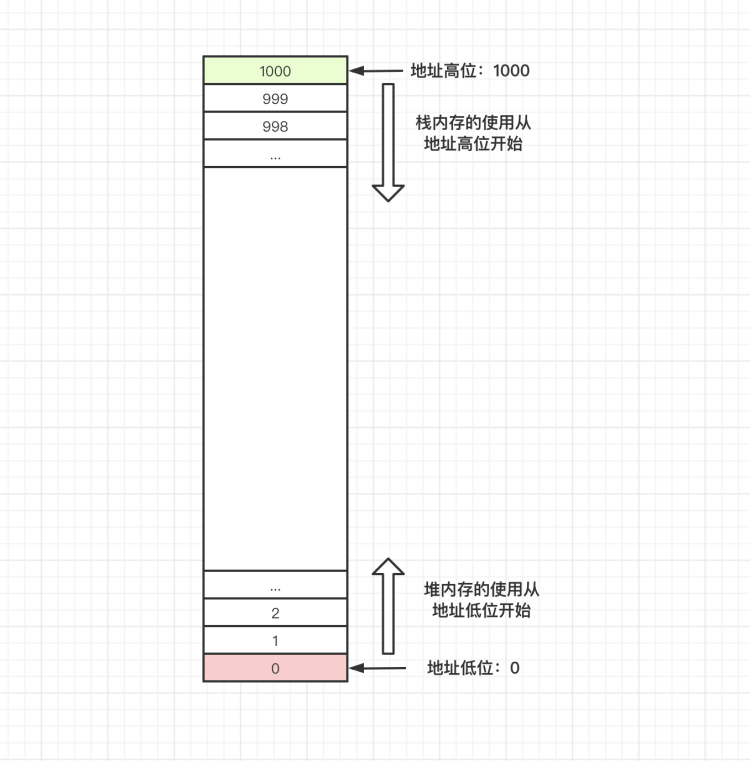 1000
地址高位：1000
999
998
...
栈内存的使用从
地址高位开始
...
2
1
0
堆内存的使用从
地址低位开始
地址低位：0